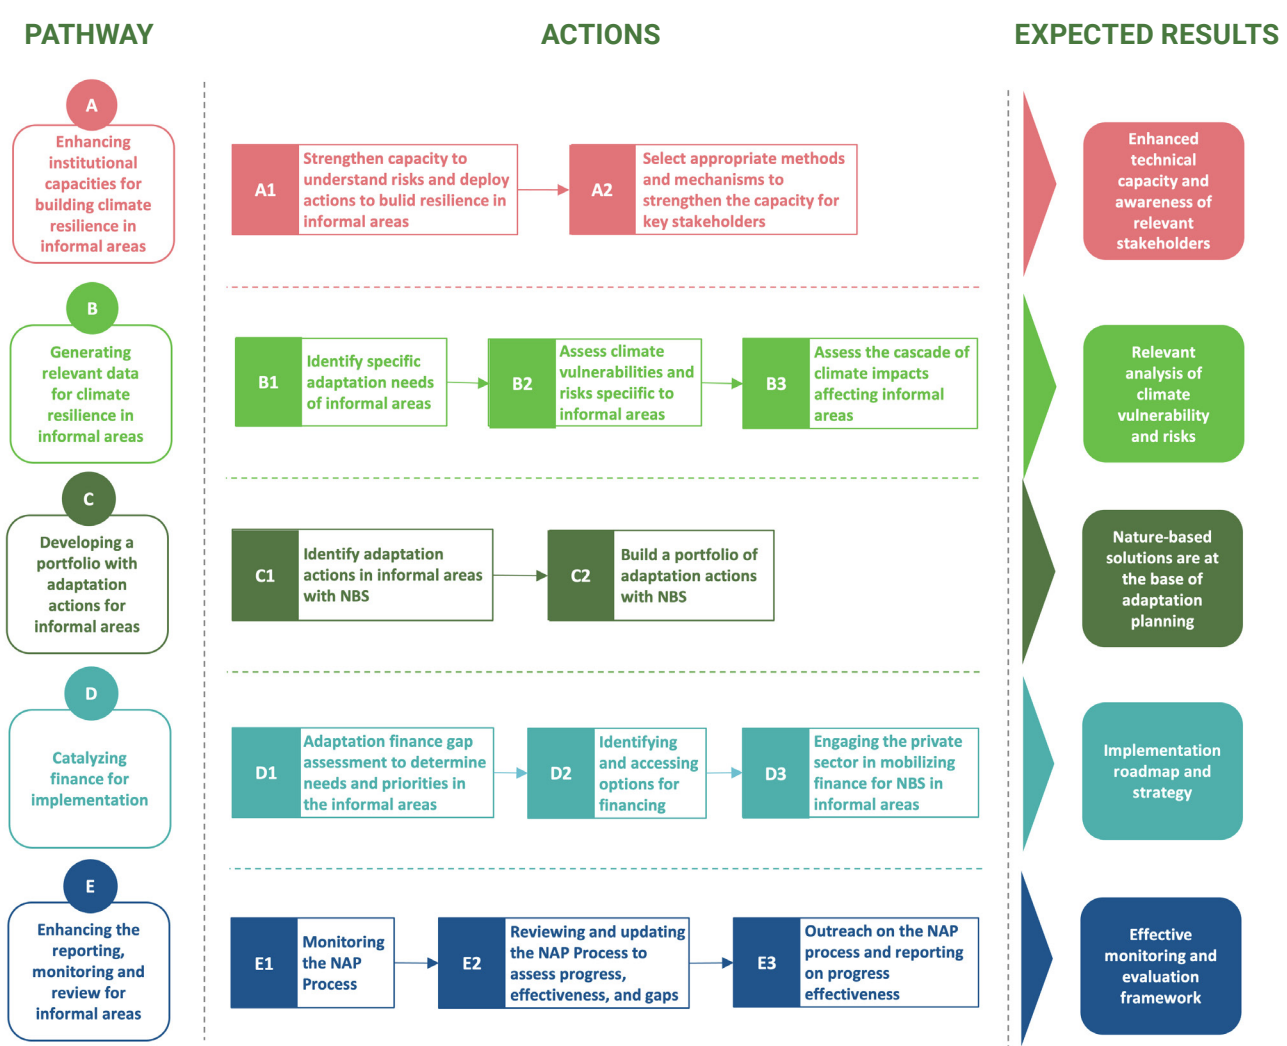 PATHWAY
ACTIONS
EXPECTED RESULTS
A
Enhancing
institutional
capacities for
building climate
resilience in
informal areas
A1
Strengthen capacity to
understand risks and deploy
actions to bulid resilience in
informal areas
A2
Select appropriate methods
and mechanisms to
strengthen the capacity for
key stakeholders
Enhanced
technical
capacity and
awareness of
relevant
stakeholders
B
Generating
relevant data
for climate
resilience in
informal areas
B1
Identify specific
adaptation needs
of informal areas
B2
Assess climate
vulnerabilities and
risks speciific to
informal areas
B3
Assess the cascade of
climate impacts
affecting informal
areas
Relevant
analysis of
climate
vulnerability
and risks
C
Developing a
portfolio with
adaptation
actions for
informal areas
C1
Identify adaptation
actions in informal areas
with NBS
C2
Build a portfolio of
adaptation actions
with NBS
Nature-based
solutions are at
the base of
adaptation
planning
D
Catalyzing
finance for
implementation
D1
Adaptation finance gap
assessment to determine
needs and priorities in
the informal areas
D2
Identifying
and accessing
options for
financing
D3
Engaging the private
sector in mobilizing
finance for NBS in
informal areas
Implementation
roadmap and
strategy
E
Enhancing the
reporting,
monitoring and
review for
informal areas
E1
Monitoring
the NAP
Process
E2
Reviewing and updating
the NAP Process to
assess progress,
effectiveness, and gaps
E3
Outreach on the NAP
process and reporting
on progress
effectiveness
Effective
monitoring and
evaluation
framework